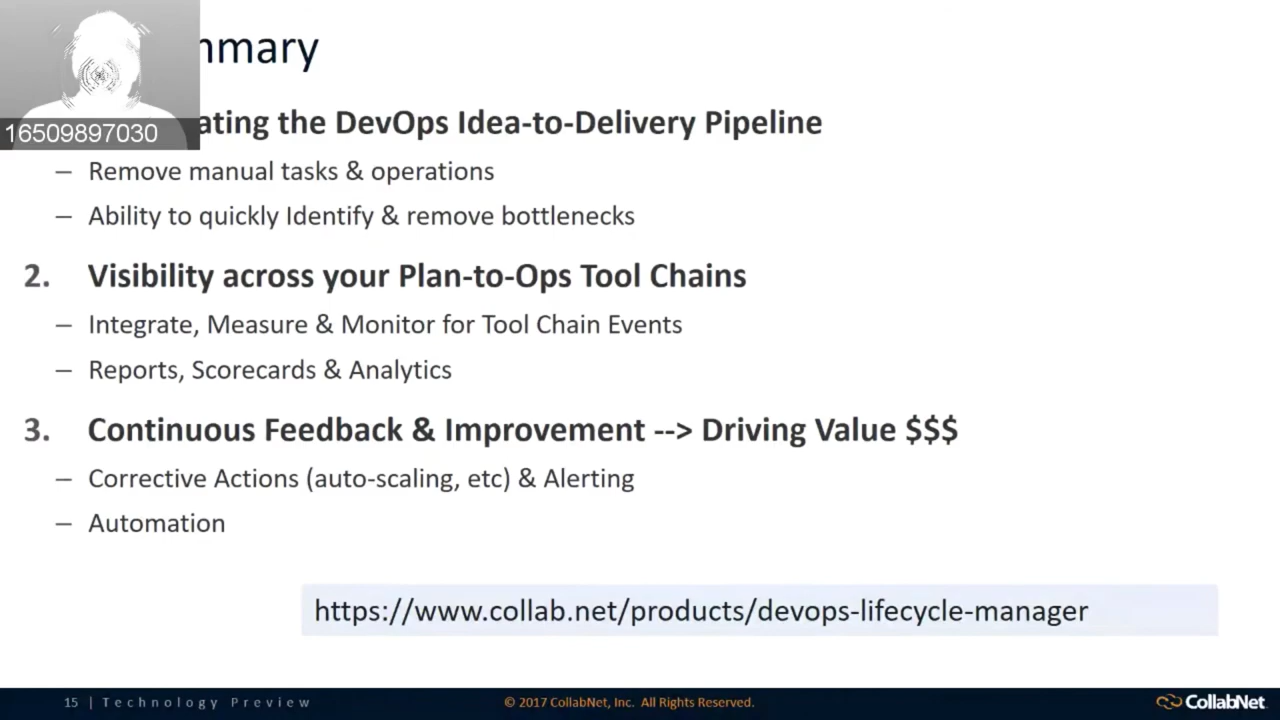 mmary
16509897030
ating the DevOps Idea-to-Delivery Pipeline
– Remove manual tasks & operations
– Ability to quickly Identify & remove bottlenecks
2. Visibility across your Plan-to-Ops Tool Chains
– Integrate, Measure & Monitor for Tool Chain Events
– Reports, Scorecards & Analytics
3. Continuous Feedback & Improvement --> Driving Value $$$
– Corrective Actions (auto-scaling, etc) & Alerting
– Automation
https://www.collab.net/products/devops-lifecycle-manager
15 | Technology Preview © 2017 CollabNet, Inc. All Rights Reserved. CollabNet